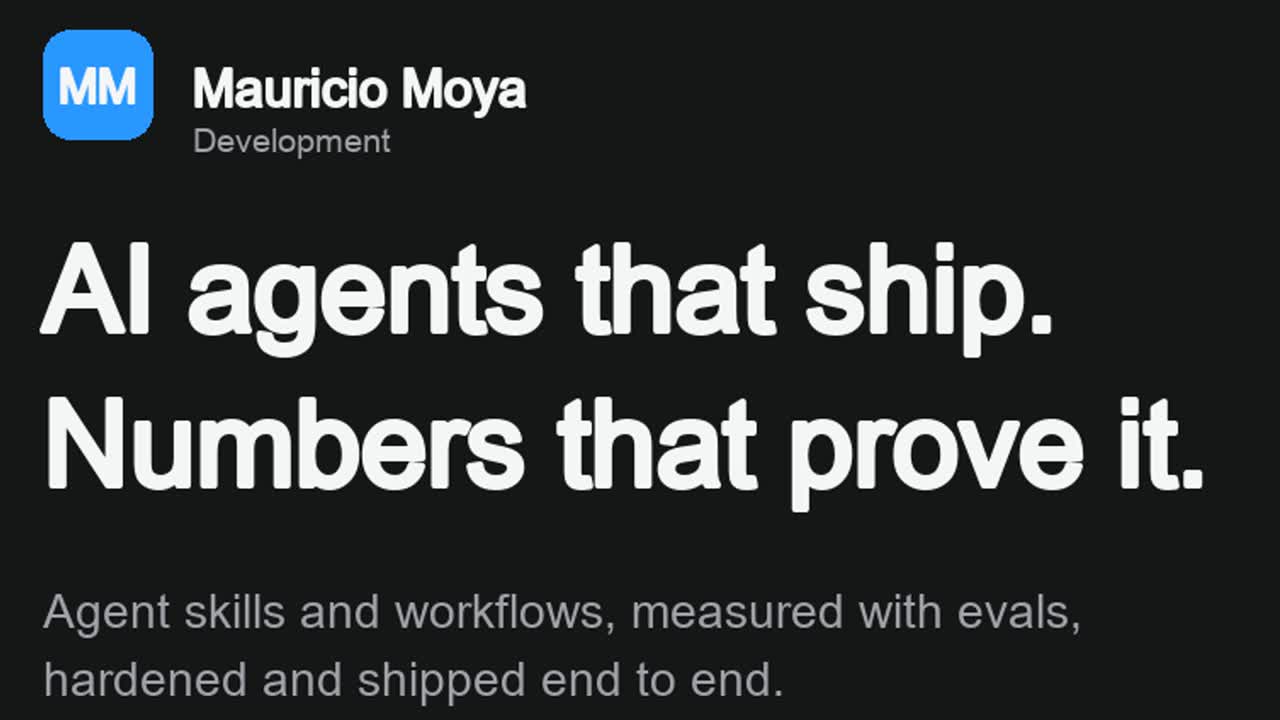 MM
Mauricio Moya
Development
AI agents that ship.
Numbers that prove it.
Agent skills and workflows, measured with evals,
hardened and shipped end to end.